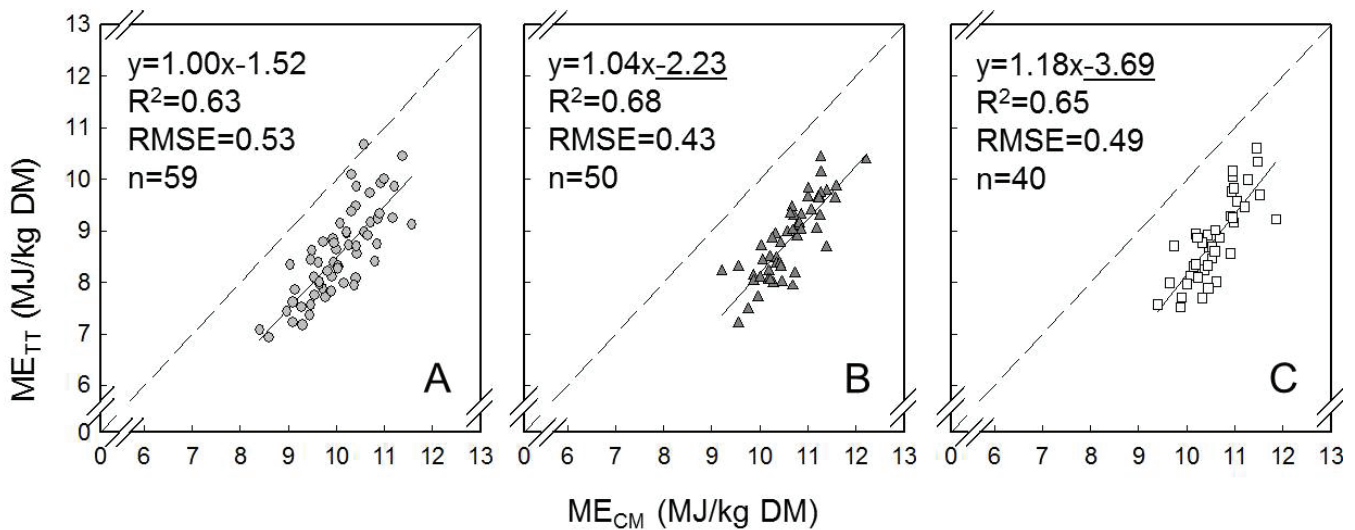 13
12
11
10
9
8
7
6
0
ME_TT (MJ/kg DM)
y=1.00x-1.52
R²=0.63
RMSE=0.53
n=59
A
0 6 7 8 9 10 11 12 13
y=1.04x-2.23
R²=0.68
RMSE=0.43
n=50
B
0 6 7 8 9 10 11 12 13
y=1.18x-3.69
R²=0.65
RMSE=0.49
n=40
C
0 6 7 8 9 10 11 12 13
ME_CM (MJ/kg DM)